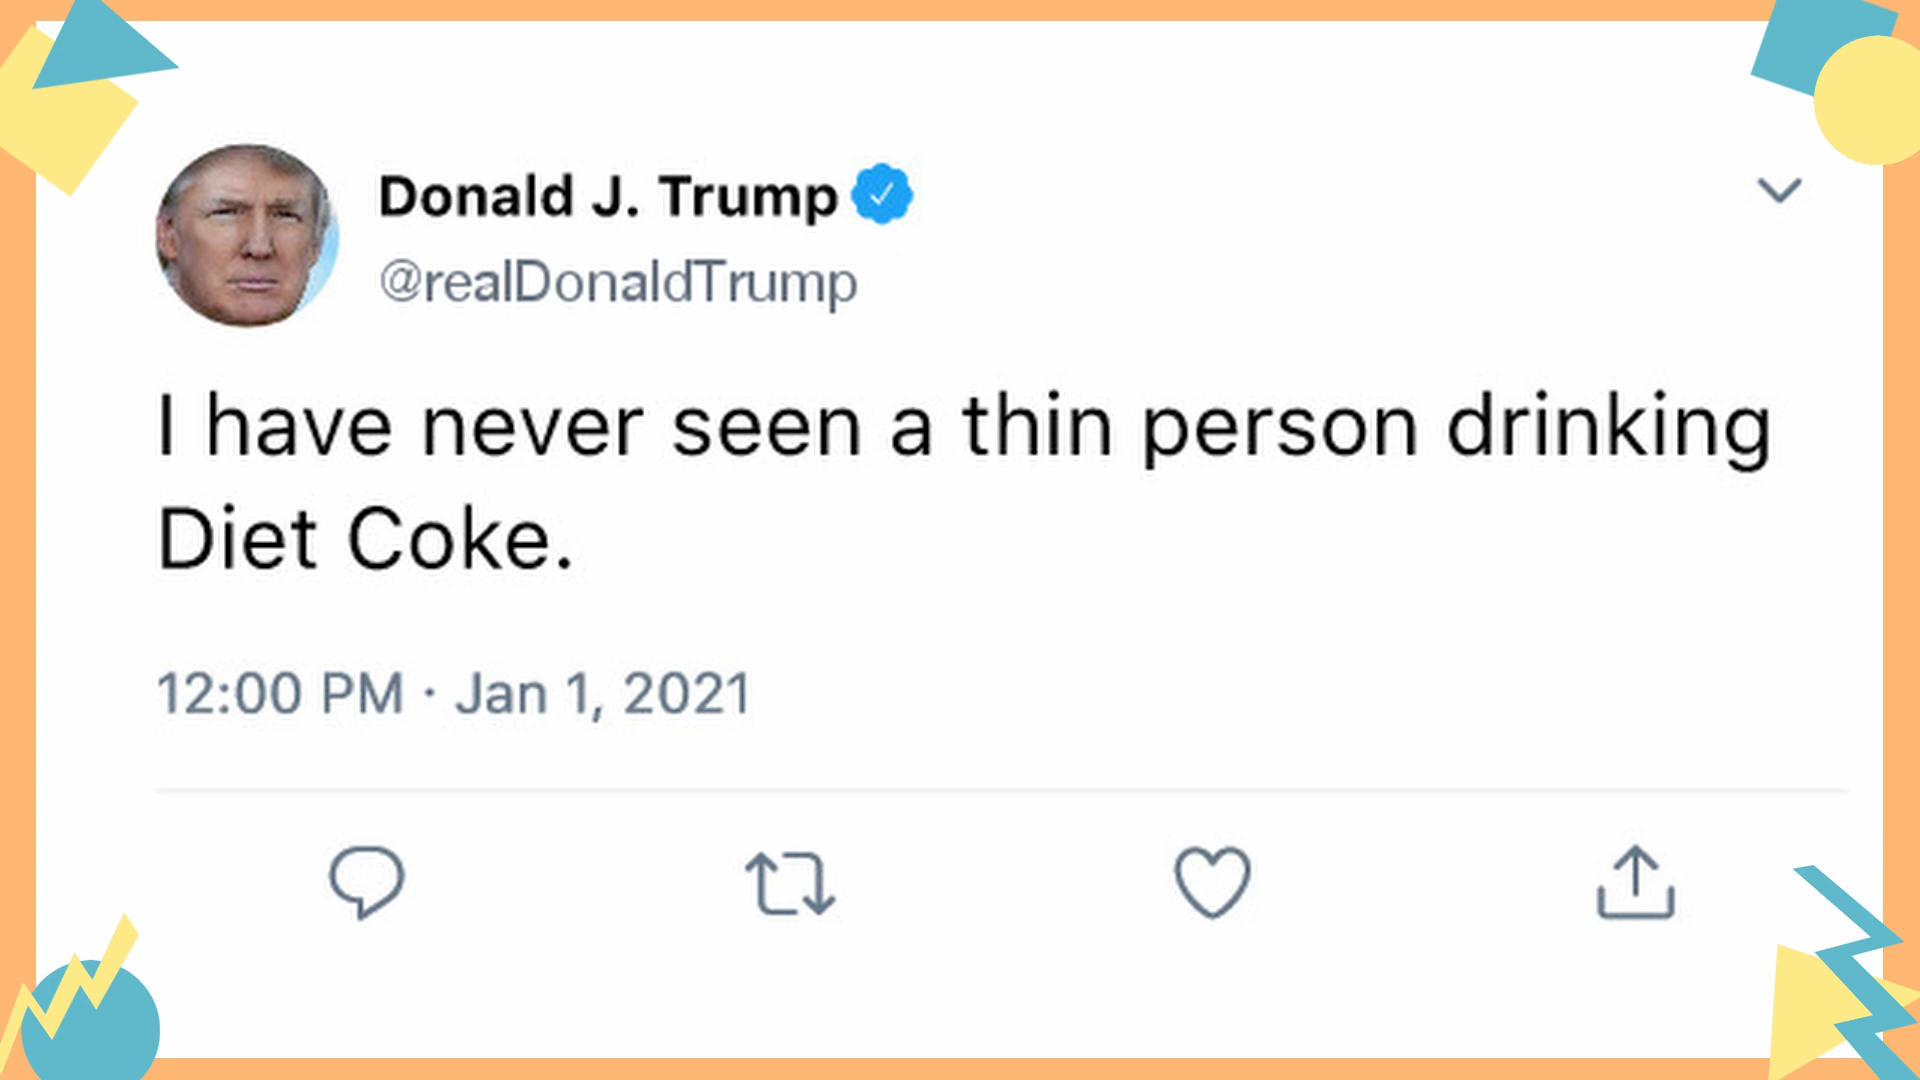 Donald J. Trump
@realDonaldTrump
I have never seen a thin person drinking
Diet Coke.
12:00 PM · Jan 1, 2021